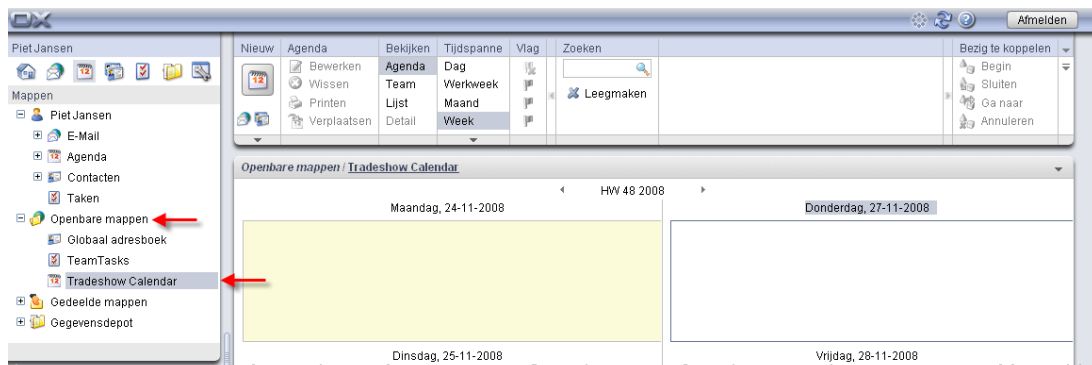 OX
Afmelden
Piet Jansen
Mappen
Piet Jansen
E-Mail
Agenda
Contacten
Taken
Openbare mappen
Globaal adresboek
TeamTasks
Tradeshow Calendar
Gedeelde mappen
Gegevensdepot
Nieuw Agenda Bekijken Tijdspanne Vlag Zoeken Bezig te koppelen
Bewerken Agenda Dag Begin
Wissen Team Werkweek Leegmaken Sluiten
Printen Lijst Maand Ga naar
Verplaatsen Detail Week Annuleren
Openbare mappen / Tradeshow Calendar
HW 48 2008
Maandag, 24-11-2008 Donderdag, 27-11-2008
Dinsdag, 25-11-2008 Vrijdag, 28-11-2008